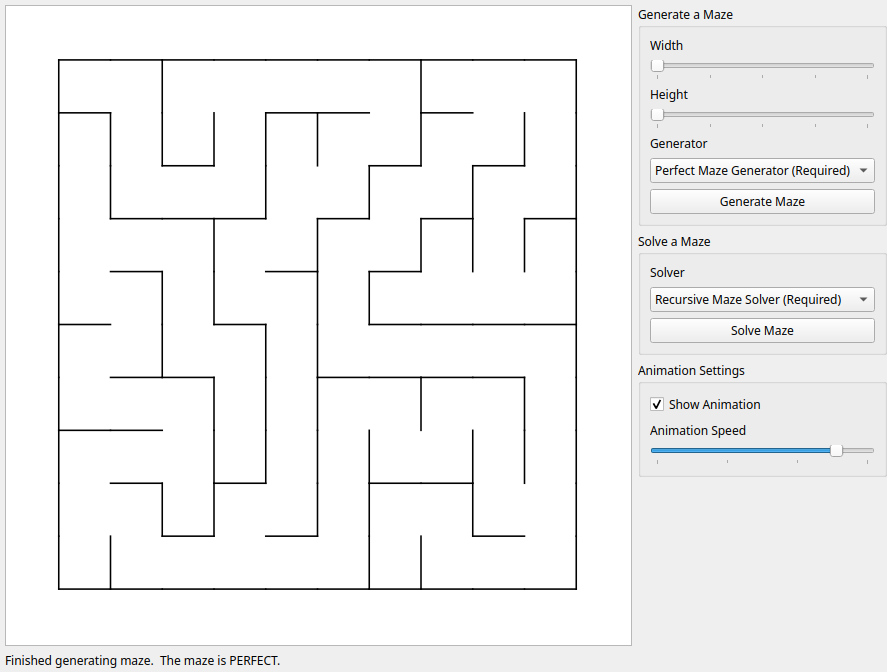 Generate a Maze
Width
Height
Generator
Perfect Maze Generator (Required)
Generate Maze
Solve a Maze
Solver
Recursive Maze Solver (Required)
Solve Maze
Animation Settings
Show Animation
Animation Speed
Finished generating maze.  The maze is PERFECT.